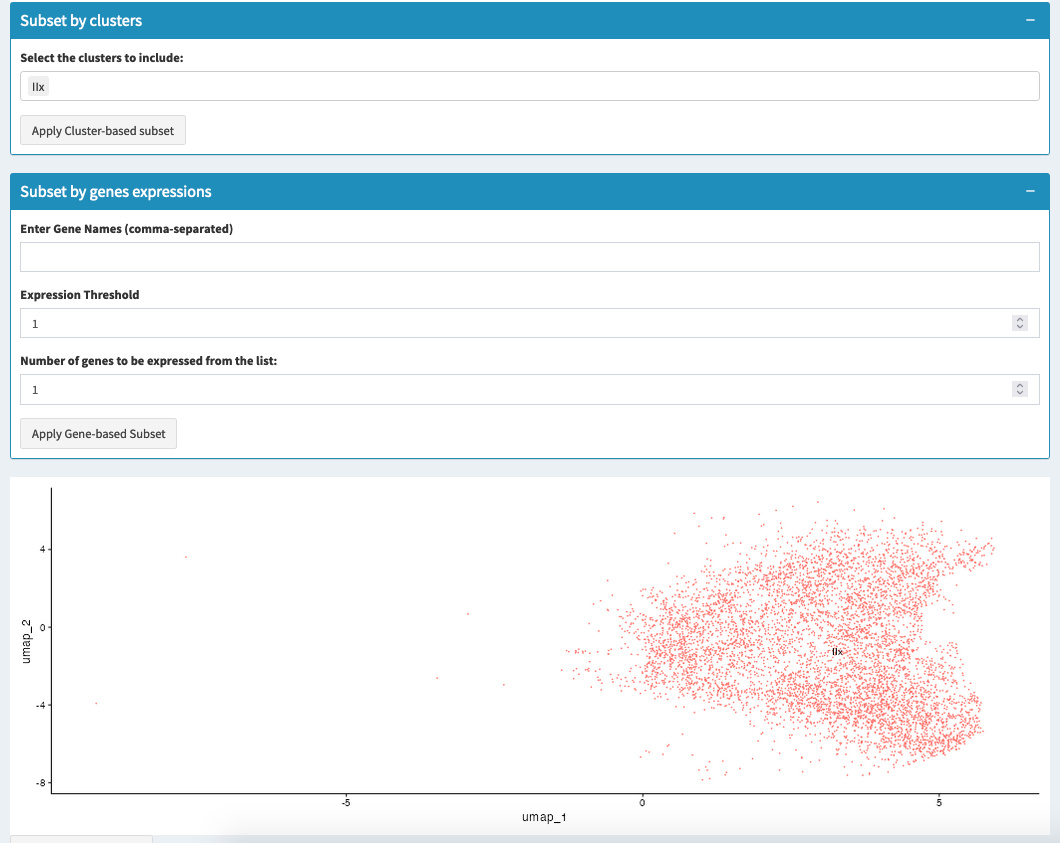 Subset by clusters
Select the clusters to include:
IIx
Apply Cluster-based subset
Subset by genes expressions
Enter Gene Names (comma-separated)
Expression Threshold
1
Number of genes to be expressed from the list:
1
Apply Gene-based Subset
4
0
-4
-8
umap_2
IIx
-5
0
5
umap_1